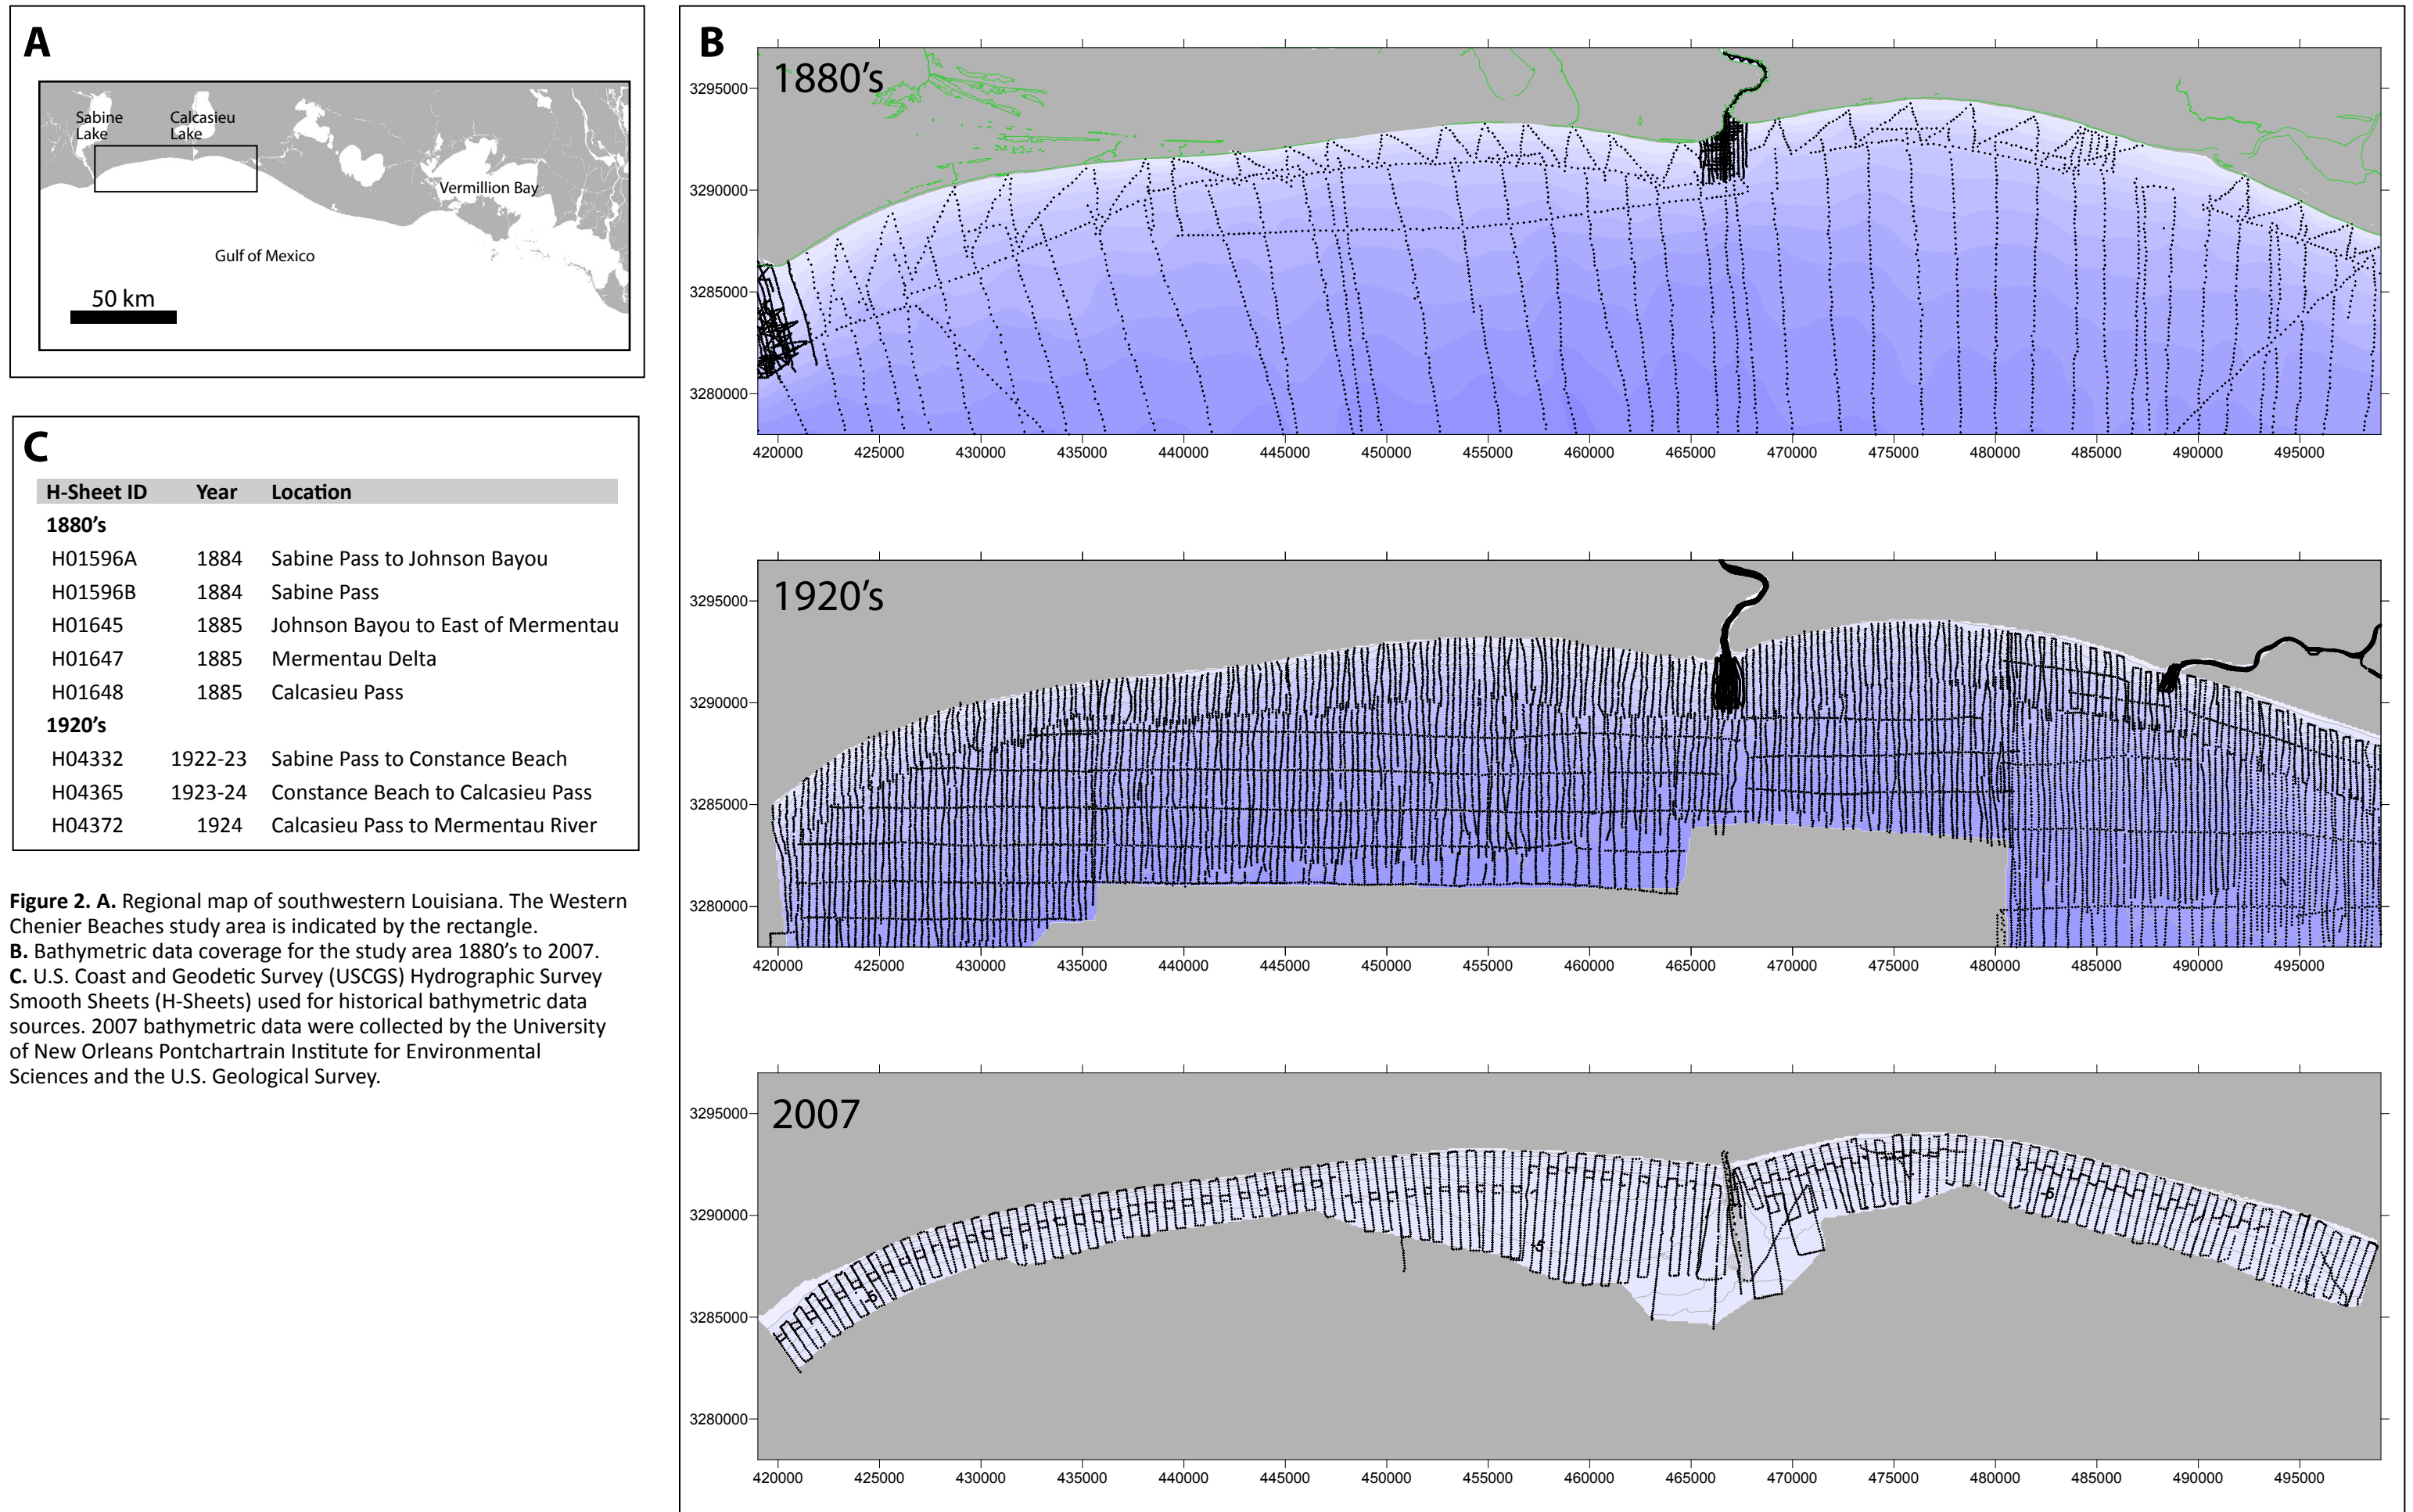 A
Sabine
Lake
Calcasieu
Lake
Vermillion Bay
Gulf of Mexico
50 km
C
H-Sheet ID Year Location
1880's
H01596A 1884 Sabine Pass to Johnson Bayou
H01596B 1884 Sabine Pass
H01645 1885 Johnson Bayou to East of Mermentau
H01647 1885 Mermentau Delta
H01648 1885 Calcasieu Pass
1920's
H04332 1922-23 Sabine Pass to Constance Beach
H04365 1923-24 Constance Beach to Calcasieu Pass
H04372 1924 Calcasieu Pass to Mermentau River
Figure 2. A. Regional map of southwestern Louisiana. The Western
Chenier Beaches study area is indicated by the rectangle.
B. Bathymetric data coverage for the study area 1880's to 2007.
C. U.S. Coast and Geodetic Survey (USCGS) Hydrographic Survey
Smooth Sheets (H-Sheets) used for historical bathymetric data
sources. 2007 bathymetric data were collected by the University
of New Orleans Pontchartrain Institute for Environmental
Sciences and the U.S. Geological Survey.
B
1880's
3295000
3290000
3285000
3280000
420000 425000 430000 435000 440000 445000 450000 455000 460000 465000 470000 475000 480000 485000 490000 495000
1920's
3295000
3290000
3285000
3280000
420000 425000 430000 435000 440000 445000 450000 455000 460000 465000 470000 475000 480000 485000 490000 495000
2007
3295000
3290000
3285000
3280000
-5
-5
-5
420000 425000 430000 435000 440000 445000 450000 455000 460000 465000 470000 475000 480000 485000 490000 495000